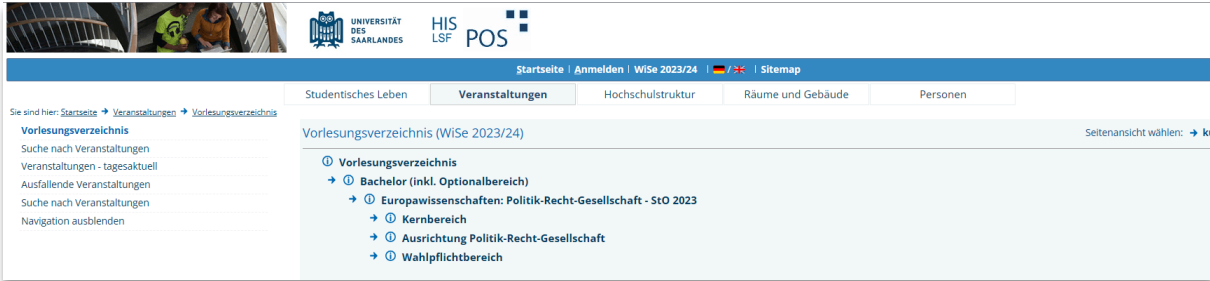 UNIVERSITÄT
DES
SAARLANDES
HIS
LSF POS
Startseite | Anmelden | WiSe 2023/24 | / | Sitemap
Studentisches Leben Veranstaltungen Hochschulstruktur Räume und Gebäude Personen
Sie sind hier: Startseite → Veranstaltungen → Vorlesungsverzeichnis
Vorlesungsverzeichnis
Suche nach Veranstaltungen
Veranstaltungen - tagesaktuell
Ausfallende Veranstaltungen
Suche nach Veranstaltungen
Navigation ausblenden
Vorlesungsverzeichnis (WiSe 2023/24) Seitenansicht wählen: →
Vorlesungsverzeichnis
→ Bachelor (inkl. Optionalbereich)
→ Europawissenschaften: Politik-Recht-Gesellschaft - StO 2023
→ Kernbereich
→ Ausrichtung Politik-Recht-Gesellschaft
→ Wahlpflichtbereich